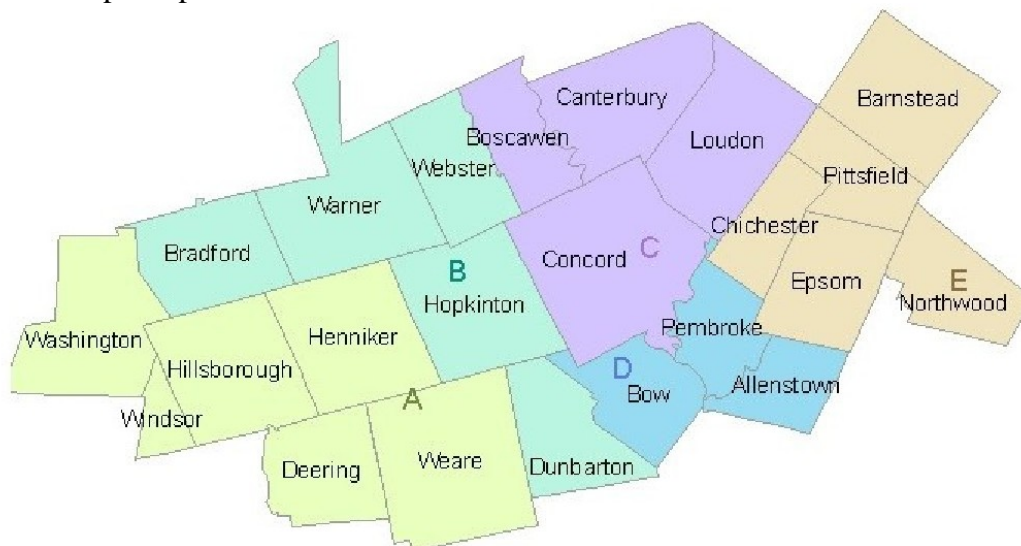 Barnstead
Canterbury
Boscawen
Loudon
Webster
Pittsfield
Warner
Chichester
Bradford
Concord
C
B
Epsom
E
Hopkinton
Northwood
Henniker
Pembroke
Washington
Hillsborough
D
Allenstown
Bow
A
Windsor
Weare
Dunbarton
Deering